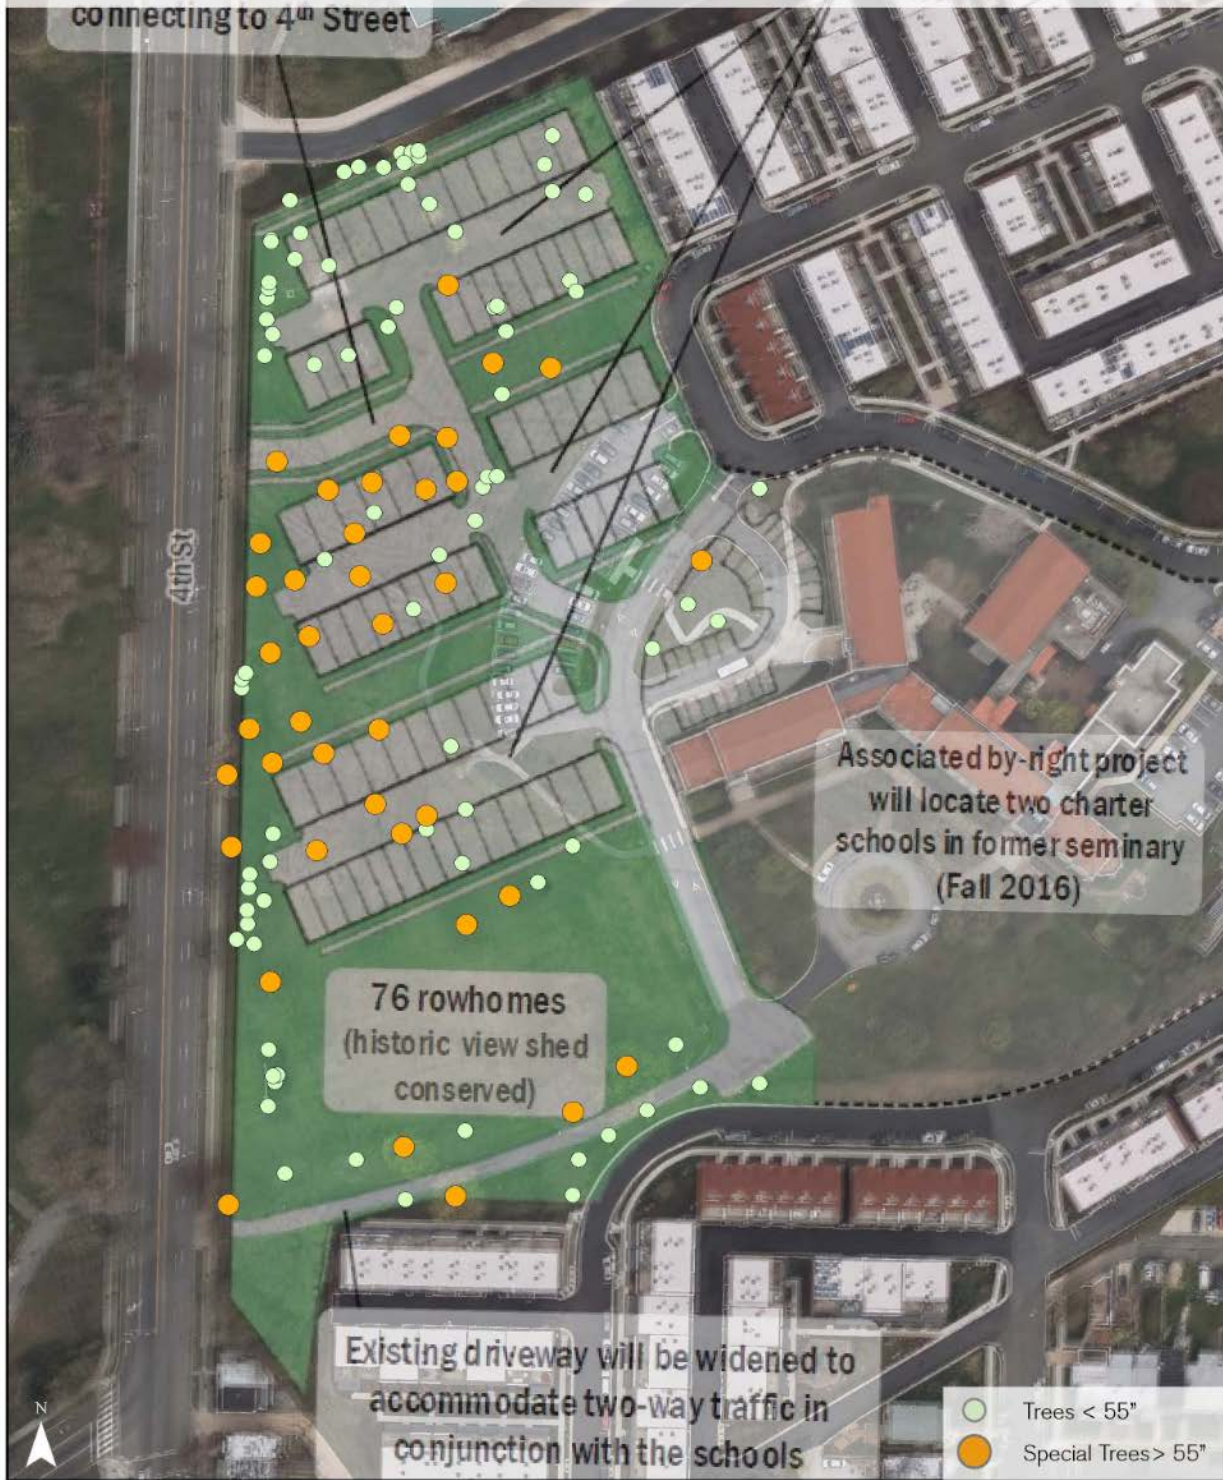 connecting to 4th Street
4th St
Associated by-right project
will locate two charter
schools in former seminary
(Fall 2016)
76 rowhomes
(historic view shed
conserved)
Existing driveway will be widened to
accommodate two-way traffic in
conjunction with the schools
N
Trees < 55"
Special Trees> 55"